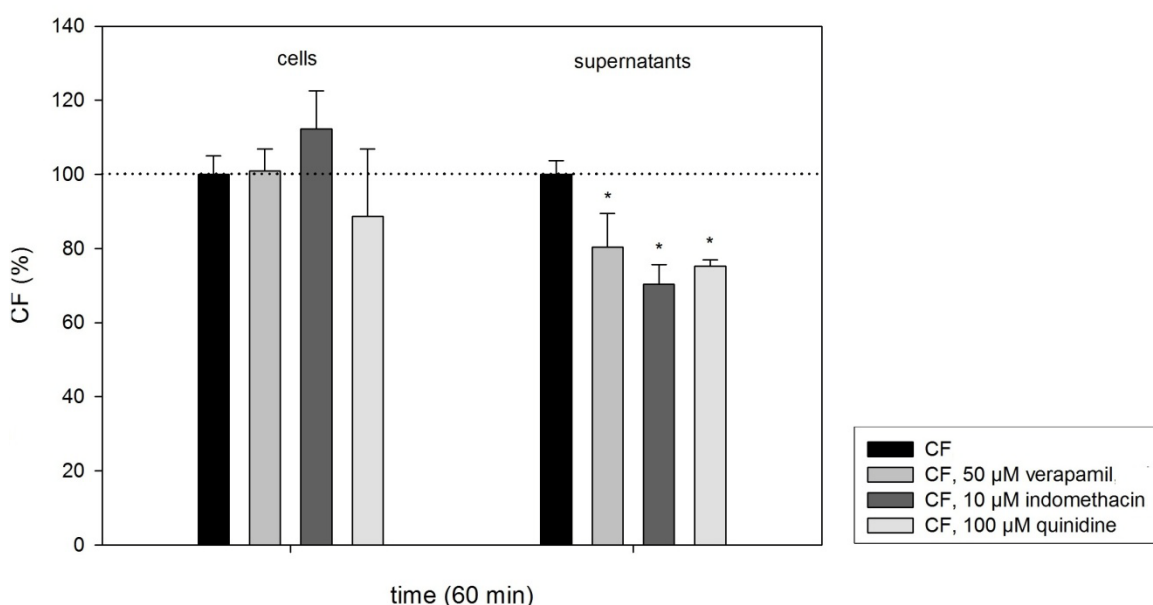 140
cells
supernatants
120
100
*
*
*
80
60
40
20
0
CF (%)
time (60 min)
CF
CF, 50 µM verapamil
CF, 10 µM indomethacin
CF, 100 µM quinidine